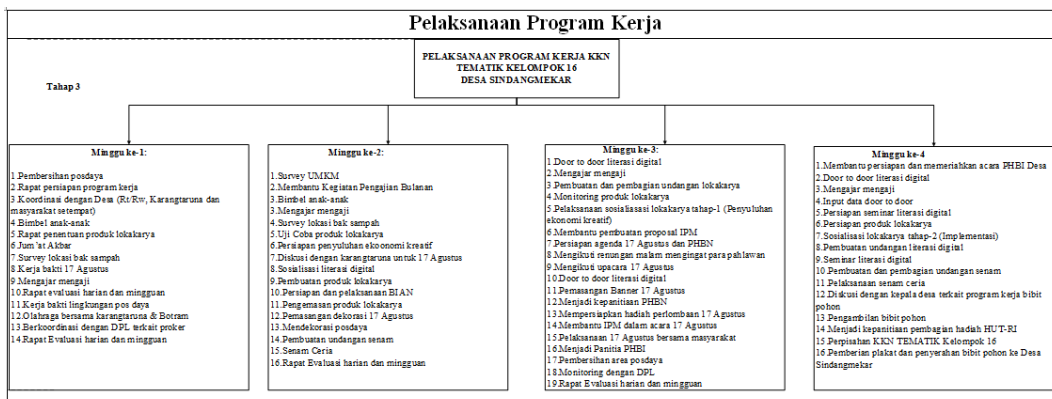 Pelaksanaan Program Kerja
PELAKSANAAN PROGRAM KERJA KKN
TEMATIK KELOMPOK 16
DESA SINDANGMEKAR
Tahap 3
Minggu ke-1:
1.Pembersihan posdaya
2.Rapat persiapan program kerja
3.Koordinasi dengan Desa (Rt/Rw, Karangtaruna dan
masyarakat setempat)
4.Bimbel anak-anak
5.Rapat penentuan produk lokakarya
6.Jum'at Akbar
7.Survey lokasi bak sampah
8.Kerja bakti 17 Agustus
9.Mengajar mengaji
10.Rapat evaluasi harian dan mingguan
11.Kerja bakti lingkungan pos daya
12.Olahraga bersama karangtaruna & Botram
13.Berkoordinasi dengan DPL terkait proker
14.Rapat Evaluasi harian dan mingguan
Minggu ke-2:
1.Survey UMKM
2.Membantu Kegiatan Pengajian Bulanan
3.Bimbel anak-anak
3.Mengajar mengaji
4.Survey lokasi bak sampah
5.Uji Coba produk lokakarya
6.Persiapan penyuluhan ekoonomi kreatif
7.Diskusi dengan karangtaruna untuk 17 Agustus
8.Sosialisasi literasi digital
9.Pembuatan produk lokakarya
10.Persiapan dan pelaksanaan BIAN
11.Pengemasan produk lokakarya
12.Pemasangan dekorasi 17 Agustus
13.Mendekorasi posdaya
14.Pembuatan undangan senam
15.Senam Ceria
16.Rapat Evaluasi harian dan mingguan
Minggu ke-3:
1.Door to door literasi digital
2.Mengajar mengaji
3.Pembuatan dan pembagian undangan lokakarya
4.Monitoring produk lokakarya
5.Pelaksanaan sosialiasasi lokakarya tahap-1 (Penyuluhan
ekonomi kreatif)
6.Membantu pembuatan proposal IPM
7.Persiapan agenda 17 Agustus dan PHBN
8.Mengikuti renungan malam mengingat para pahlawan
9.Mengikuti upacara 17 Agustus
10.Door to door literasi digital
11.Pemasangan Banner 17 Agustus
12.Menjadi kepanitiaan PHBN
13.Mempersiapkan hadiah perlombaan 17 Agustus
14.Membantu IPM dalam acara 17 Agustus
15.Pelaksanaan 17 Agustus bersama masyarakat
16.Menjadi Panitia PHBI
17.Pembersihan area posdaya
18.Monitoring dengan DPL
19.Rapat Evaluasi harian dan mingguan
Minggu ke-4
1.Membantu persiapan dan memeriahkan acara PHBI Desa
2.Door to door literasi digital
3.Mengajar mengaji
4.Input data door to door
5.Persiapan seminar literasi digital
6.Persiapan produk lokakarya
7.Sosialisasi lokakarya tahap-2 (Implementasi)
8.Pembuatan undangan literasi digital
9.Seminar literasi digital
10.Pembuatan dan pembagian undangan senam
11.Pelaksanaan senam ceria
12.Diskusi dengan kepala desa terkait program kerja bibit
pohon
13.Pengambilan bibit pohon
14.Menjadi kepanitiaan pembagian hadiah HUT-RI
15.Perpisahan KKN TEMATIK Kelompok 16
16.Pemberian plakat dan penyerahan bibit pohon ke Desa
Sindangmekar